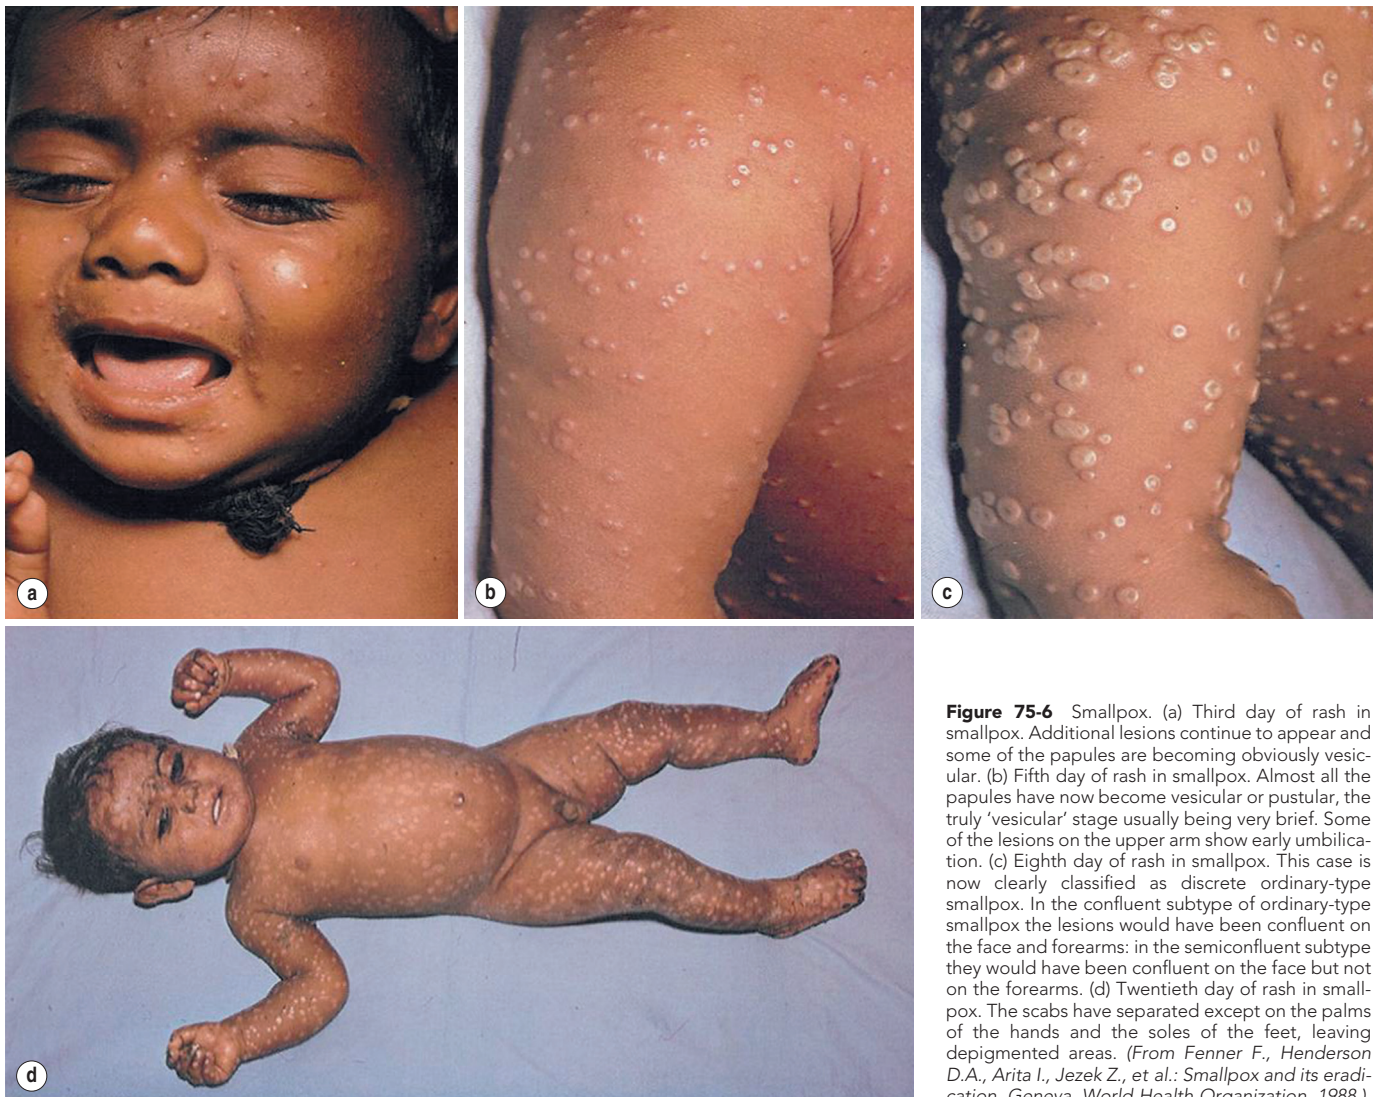 a
b
c
d
Figure 75-6 Smallpox. (a) Third day of rash in
smallpox. Additional lesions continue to appear and
some of the papules are becoming obviously vesic-
ular. (b) Fifth day of rash in smallpox. Almost all the
papules have now become vesicular or pustular, the
truly ‘vesicular’ stage usually being very brief. Some
of the lesions on the upper arm show early umbilica-
tion. (c) Eighth day of rash in smallpox. This case is
now clearly classified as discrete ordinary-type
smallpox. In the confluent subtype of ordinary-type
smallpox the lesions would have been confluent on
the face and forearms: in the semiconfluent subtype
they would have been confluent on the face but not
on the forearms. (d) Twentieth day of rash in small-
pox. The scabs have separated except on the palms
of the hands and the soles of the feet, leaving
depigmented areas. (From Fenner F., Henderson
D.A., Arita I., Jezek Z., et al.: Smallpox and its eradi-
cation. Geneva, World Health Organization, 1988.)